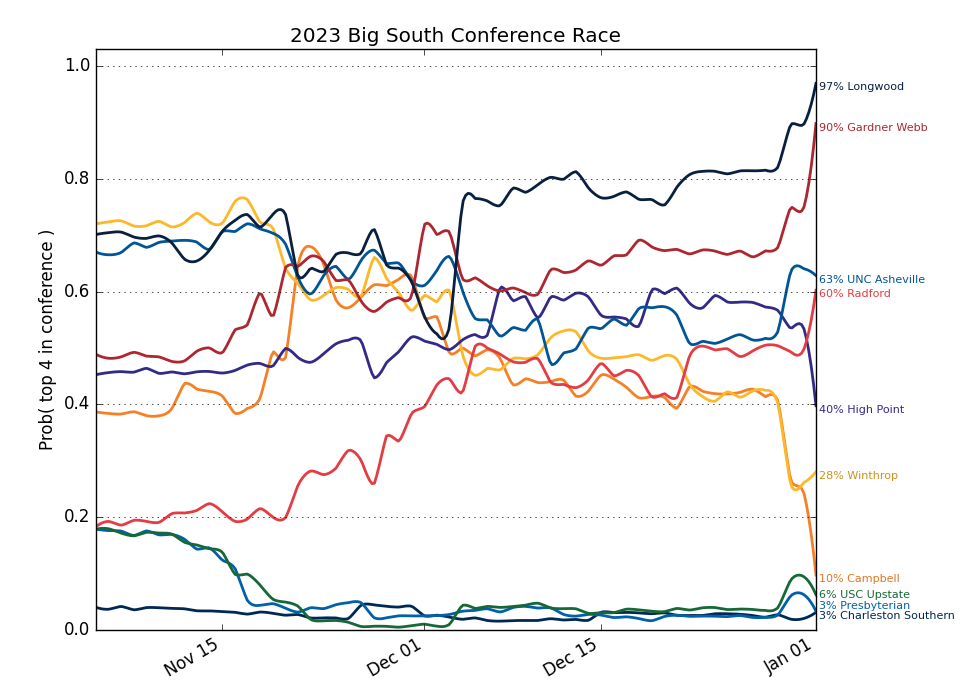 2023 Big South Conference Race
1.0
0.8
0.6
0.4
0.2
0.0
Prob( top 4 in conference )
97% Longwood
90% Gardner Webb
63% UNC Asheville
60% Radford
40% High Point
28% Winthrop
10% Campbell
6% USC Upstate
3% Presbyterian
3% Charleston Southern
Nov 15
Dec 01
Dec 15
Jan 01